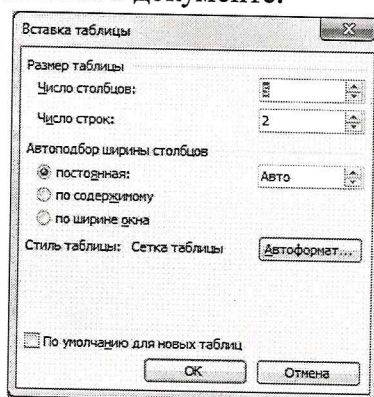 документе.
Вставка таблицы
Размер таблицы
Число столбцов:
Число строк: 2
Автоподбор ширины столбцов
постоянная: Авто
по содержимому
по ширине окна
Стиль таблицы: Сетка таблицы Автоформат...
По умолчанию для новых таблиц
ОК Отмена